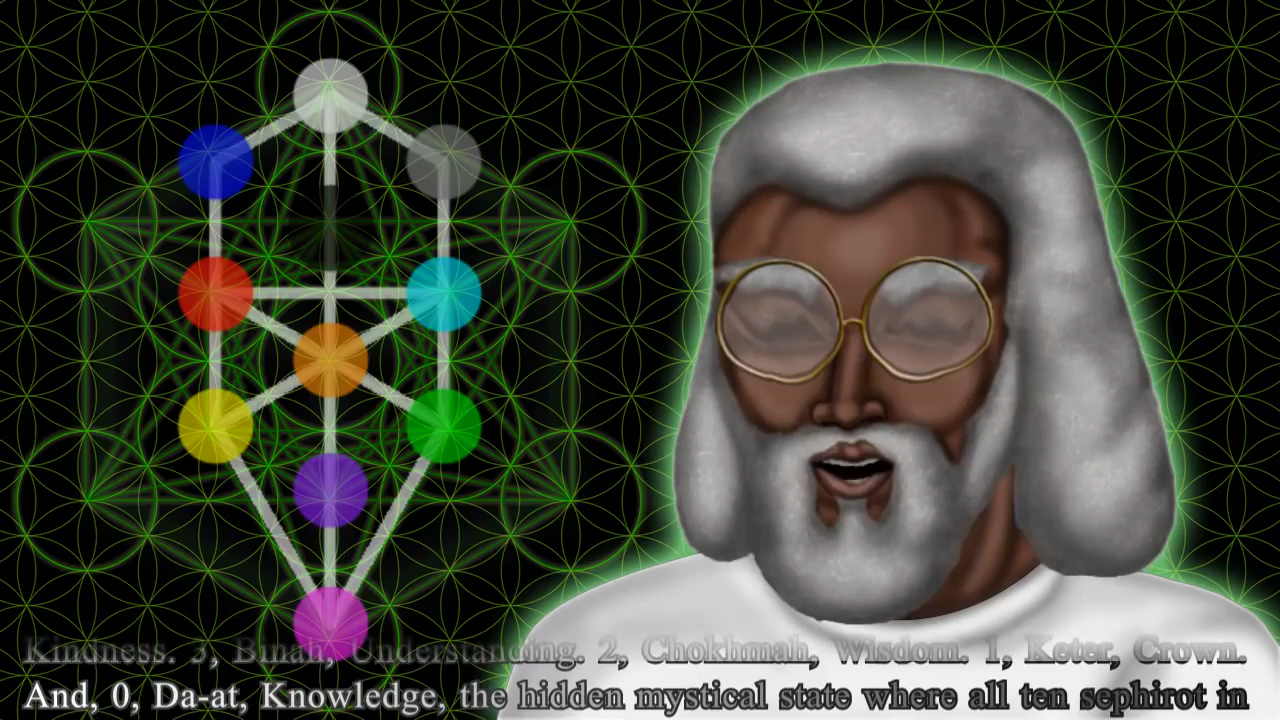 Kindness. 3, Binah, Understanding. 2, Chokhmah, Wisdom. 1, Keter, Crown.
And, 0, Da-at, Knowledge, the hidden mystical state where all ten sephirot in